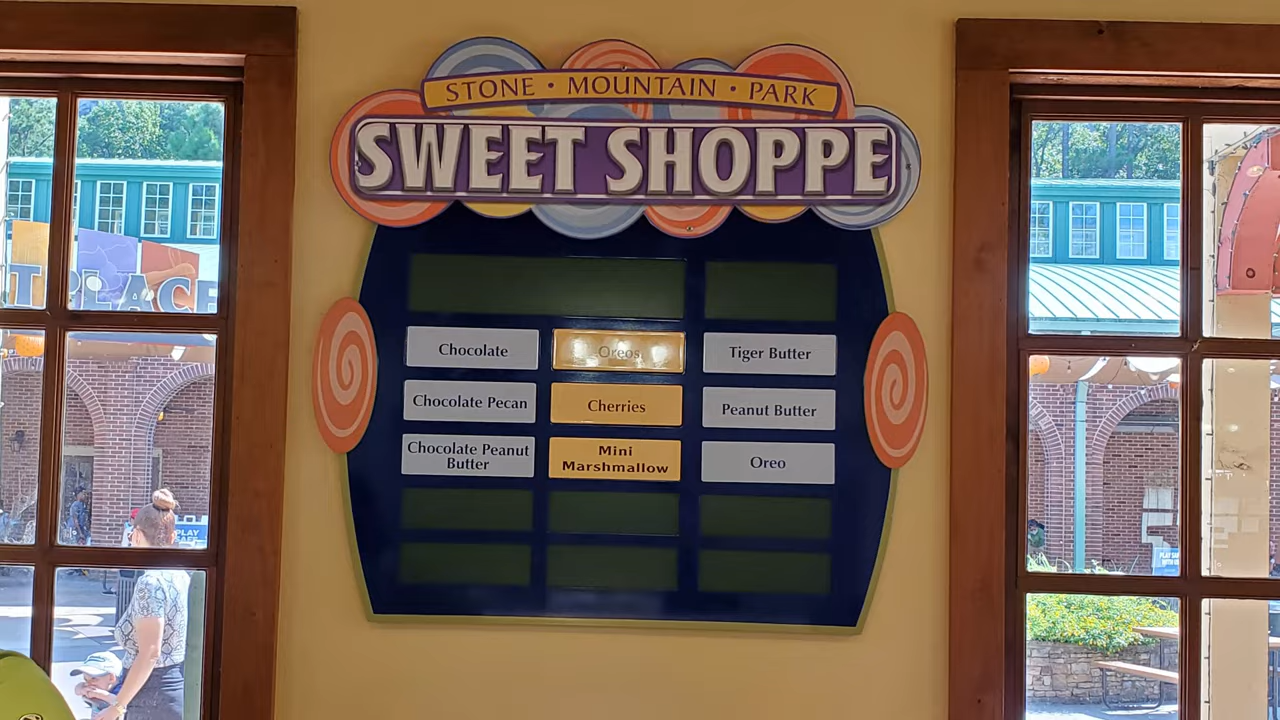 STONE • MOUNTAIN • PARK
SWEET SHOPPE
Chocolate
Oreos
Tiger Butter
Chocolate Pecan
Cherries
Peanut Butter
Chocolate Peanut
Butter
Mini
Marshmallow
Oreo
PLAY